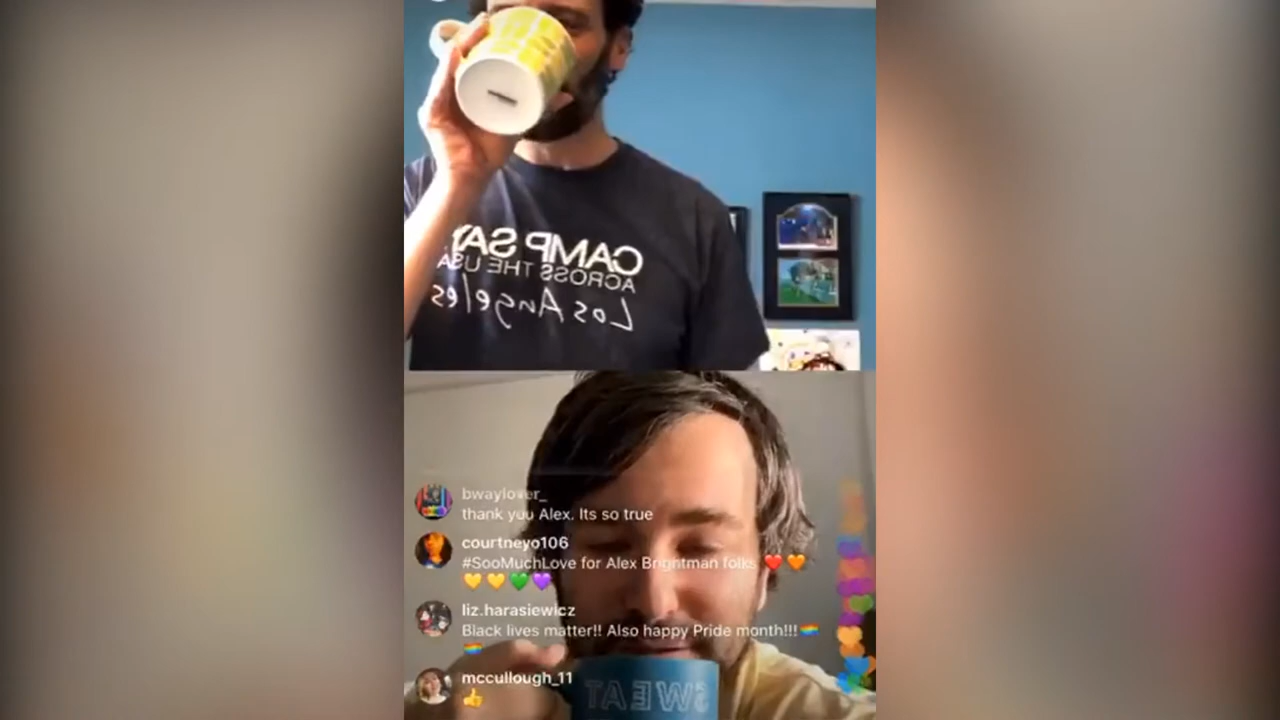 CAMP SAY
ACROSS THE USA
Los Angeles
bwaylover_
thank you Alex. Its so true
courtneyo106
#SooMuchLove for Alex Brightman folks ❤️🧡
💛💛💚💜
liz.harasiewicz
Black lives matter!! Also happy Pride month!!!🏳️‍🌈
🏳️‍🌈
mccullough_11
👍
SWEAT